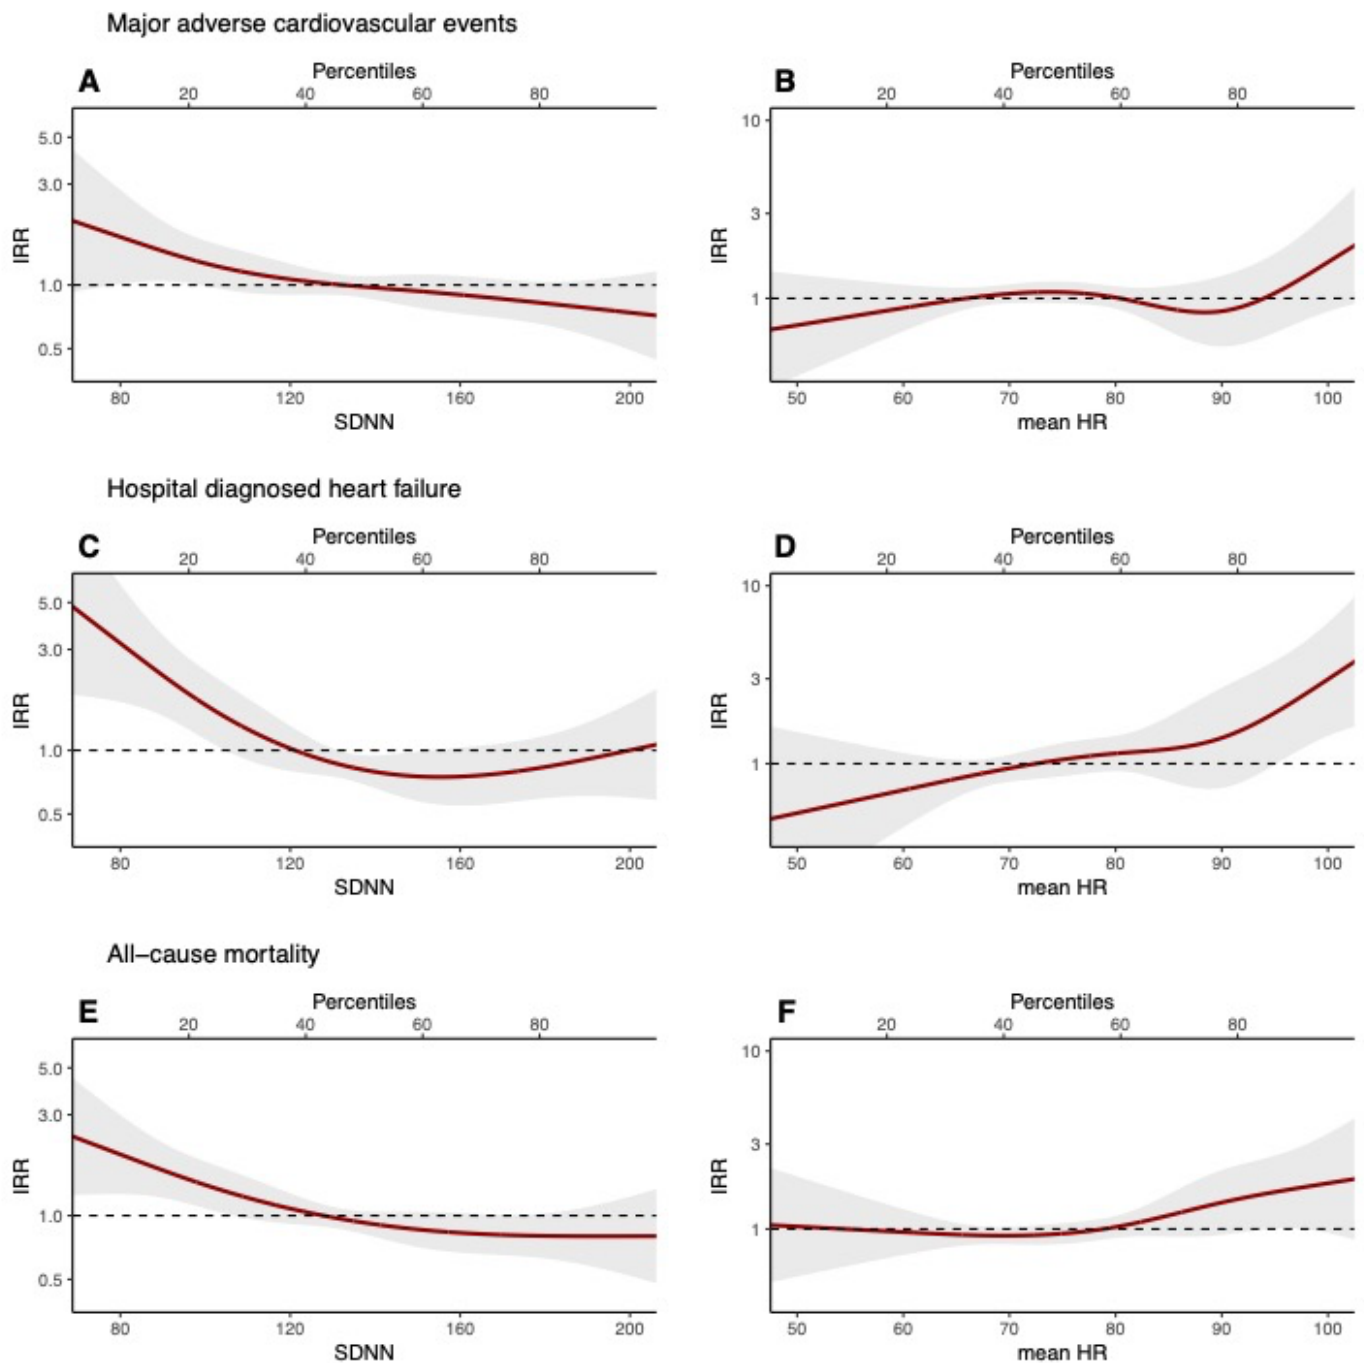 Major adverse cardiovascular events
A
Percentiles
20 40 60 80
5.0
3.0
1.0
0.5
IRR
80 120 160 200
SDNN
B
Percentiles
20 40 60 80
10
3
1
IRR
50 60 70 80 90 100
mean HR
Hospital diagnosed heart failure
C
Percentiles
20 40 60 80
5.0
3.0
1.0
0.5
IRR
80 120 160 200
SDNN
D
Percentiles
20 40 60 80
10
3
1
IRR
50 60 70 80 90 100
mean HR
All–cause mortality
E
Percentiles
20 40 60 80
5.0
3.0
1.0
0.5
IRR
80 120 160 200
SDNN
F
Percentiles
20 40 60 80
10
3
1
IRR
50 60 70 80 90 100
mean HR